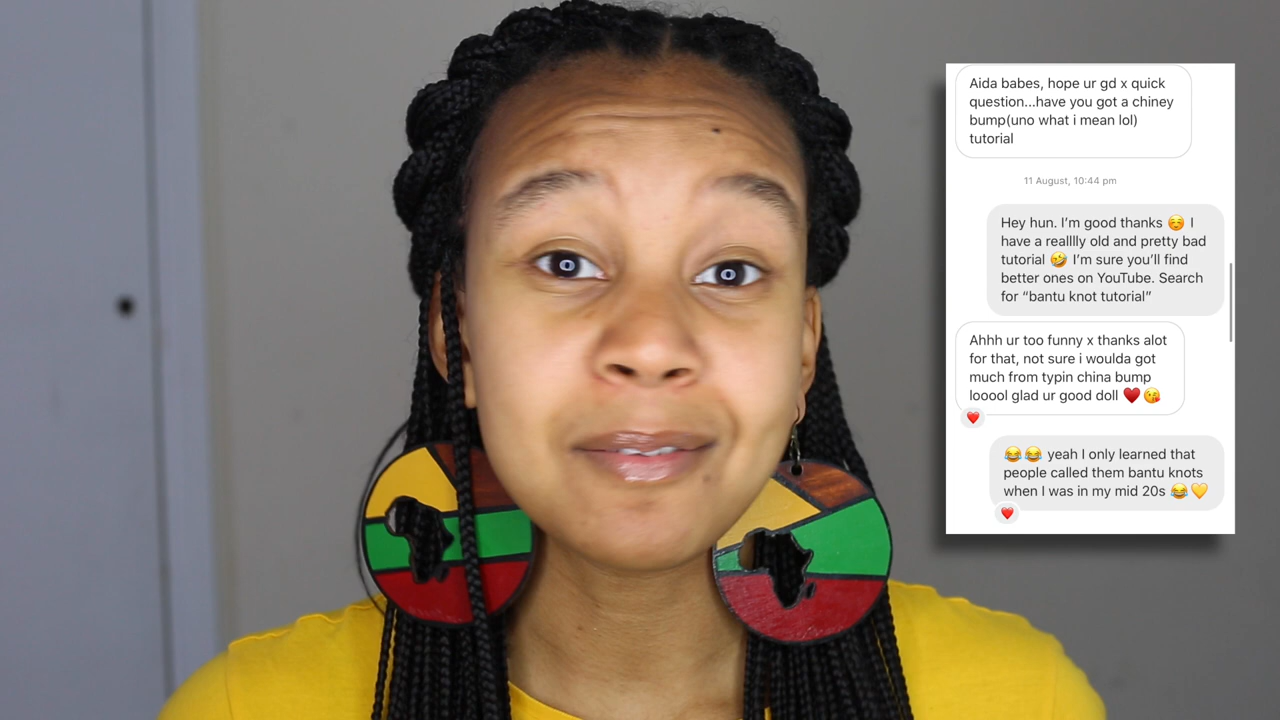 Aida babes, hope ur gd x quick
question...have you got a chiney
bump(uno what i mean lol)
tutorial
11 August, 10:44 pm
Hey hun. I’m good thanks ☺️ I
have a realllly old and pretty bad
tutorial 🤣 I’m sure you’ll find
better ones on YouTube. Search
for “bantu knot tutorial”
Ahhh ur too funny x thanks alot
for that, not sure i woulda got
much from typin china bump
looool glad ur good doll ♥️😘
❤️
😂😂 yeah I only learned that
people called them bantu knots
when I was in my mid 20s 😂💛
❤️